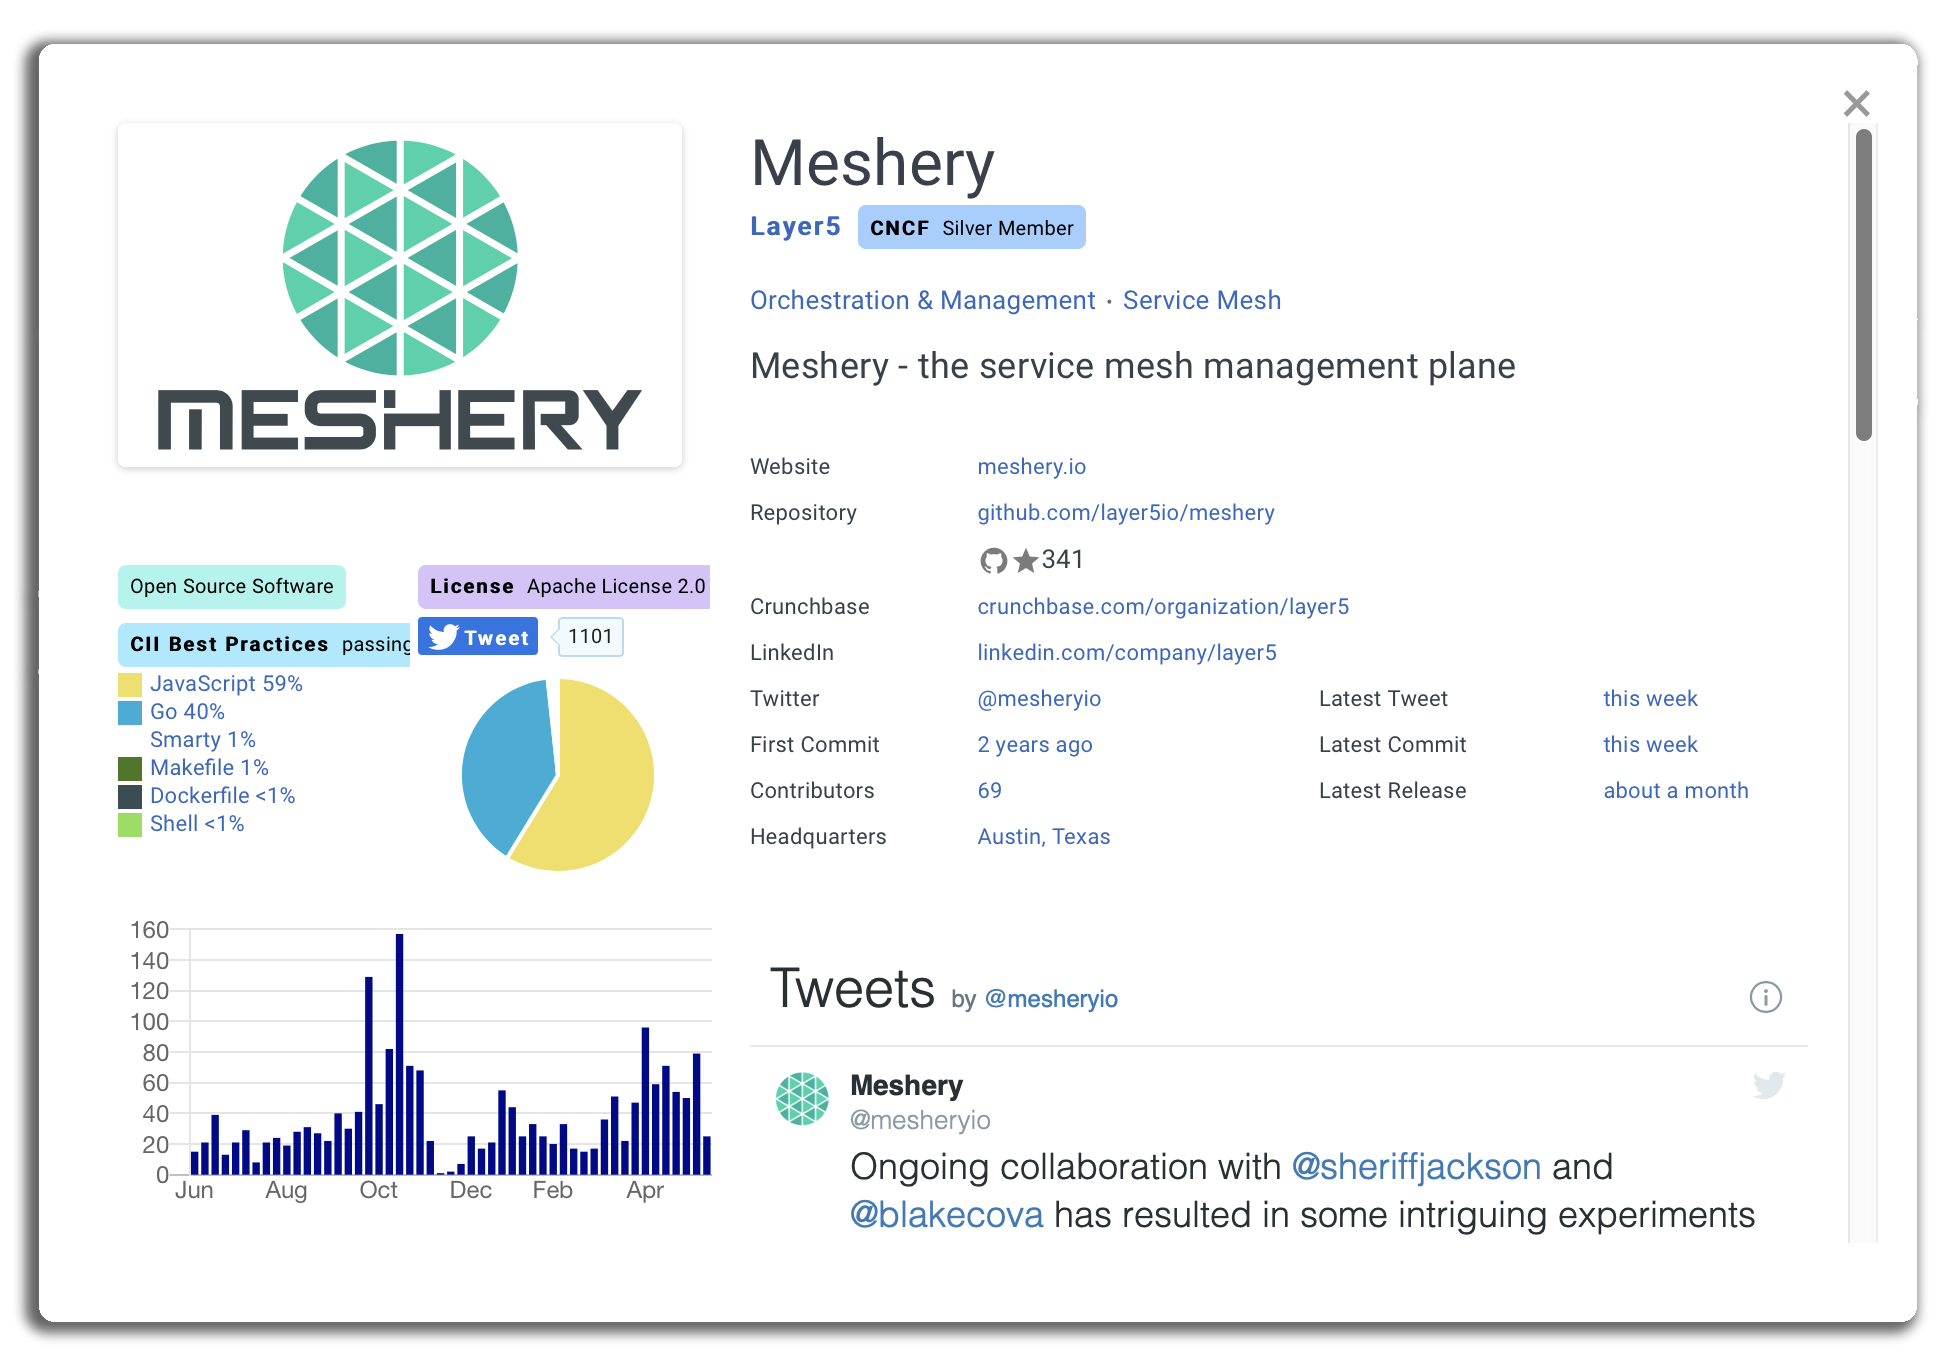 MESHERY
Open Source Software
License Apache License 2.0
CII Best Practices passing
Tweet 1101
JavaScript 59%
Go 40%
Smarty 1%
Makefile 1%
Dockerfile <1%
Shell <1%
160
140
120
100
80
60
40
20
0
Jun Aug Oct Dec Feb Apr
Meshery
Layer5 CNCF Silver Member
Orchestration & Management · Service Mesh
Meshery - the service mesh management plane
Website meshery.io
Repository github.com/layer5io/meshery
341
Crunchbase crunchbase.com/organization/layer5
LinkedIn linkedin.com/company/layer5
Twitter @mesheryio Latest Tweet this week
First Commit 2 years ago Latest Commit this week
Contributors 69 Latest Release about a month
Headquarters Austin, Texas
Tweets by @mesheryio
Meshery
@mesheryio
Ongoing collaboration with @sheriffjackson and
@blakecova has resulted in some intriguing experiments